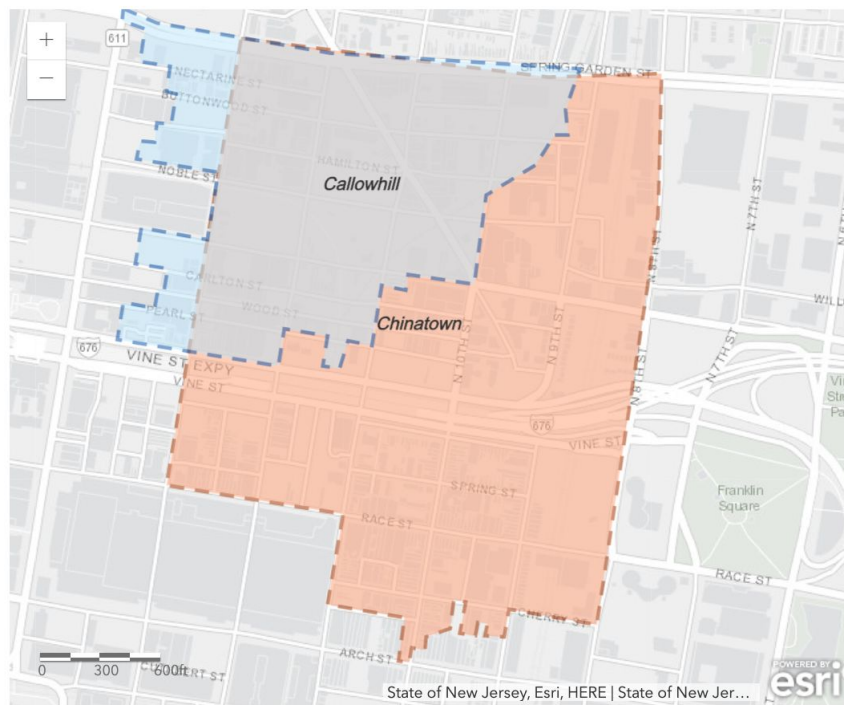 +
−
611
SPRING GARDEN ST
NECTARINE ST
BUTTONWOOD ST
HAMILTON ST
NOBLE ST
Callowhill
N 7TH ST
N 8TH ST
CARLTON ST
WOOD ST
PEARL ST
Chinatown
N 10TH ST
N 9TH ST
676
VINE ST EXPY
VINE ST
N 8TH ST
N 7TH ST
676
VINE ST
SPRING ST
Franklin
Square
RACE ST
RACE ST
CHERRY ST
ARCH ST
0 300 600ft
POWERED BY
esri
State of New Jersey, Esri, HERE | State of New Jer...